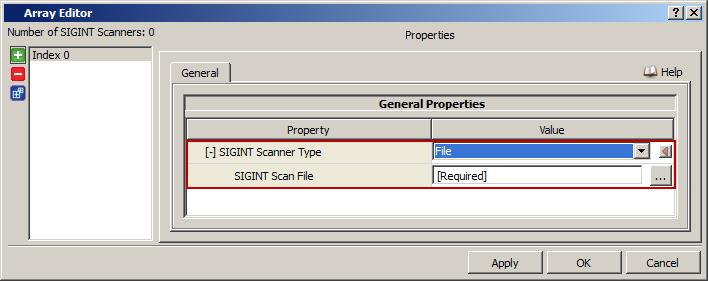 Array Editor
Number of SIGINT Scanners: 0
Index 0
Properties
General
Help
General Properties
Property Value
[-] SIGINT Scanner Type File
SIGINT Scan File [Required] ...
Apply OK Cancel